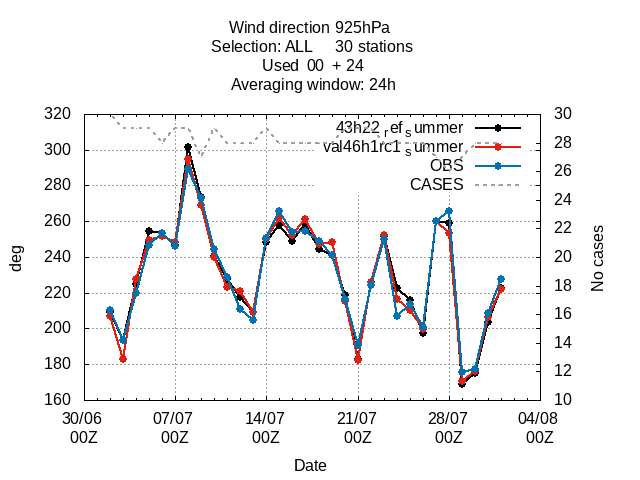 Wind direction 925hPa
Selection: ALL 30 stations
Used 00 + 24
Averaging window: 24h
43h22ref summer
val46h1rc1summer
OBS
CASES
320
300
280
260
240
220
200
180
160
deg
30
28
26
24
22
20
18
16
14
12
10
No cases
30/06 07/07 14/07 21/07 28/07 04/08
00Z 00Z 00Z 00Z 00Z 00Z
Date